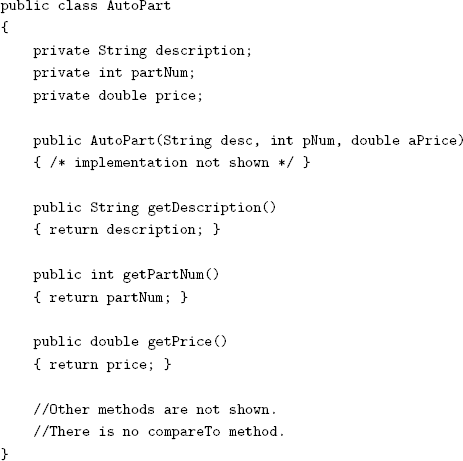 public class AutoPart
{
    private String description;
    private int partNum;
    private double price;

    public AutoPart(String desc, int pNum, double aPrice)
    { /* implementation not shown */ }

    public String getDescription()
    { return description; }

    public int getPartNum()
    { return partNum; }

    public double getPrice()
    { return price; }

    //Other methods are not shown.
    //There is no compareTo method.
}